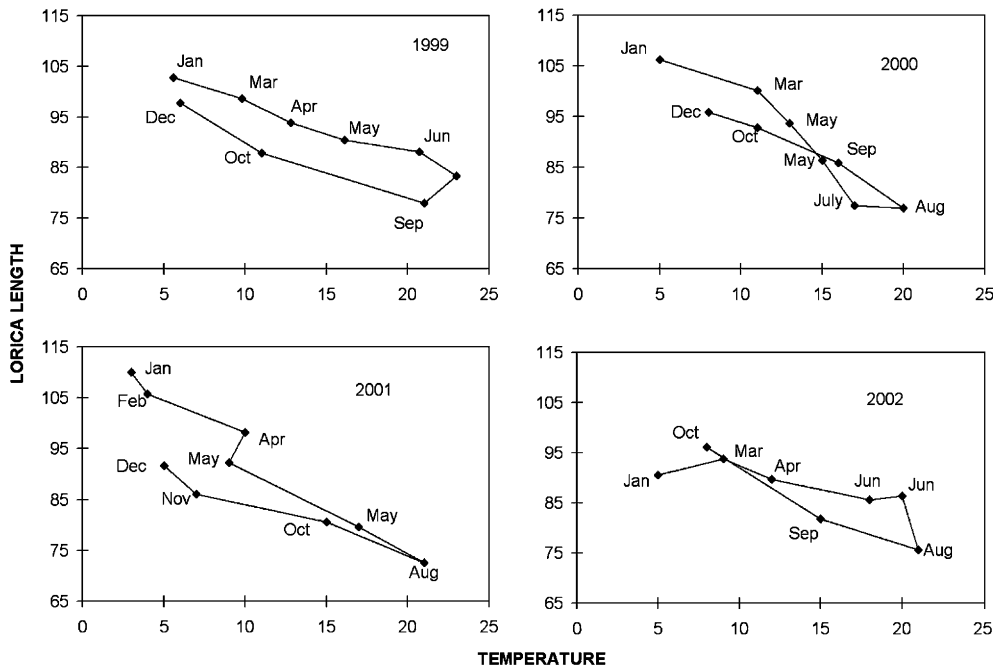 115
105
95
85
75
65
0
5
10
15
20
25
1999
Jan
Mar
Apr
May
Jun
Dec
Oct
Sep
115
105
95
85
75
65
0
5
10
15
20
25
2000
Jan
Mar
May
Dec
Oct
Sep
May
July
Aug
LORICA LENGTH
115
105
95
85
75
65
0
5
10
15
20
25
2001
Jan
Feb
Apr
May
Dec
Nov
May
Oct
Aug
115
105
95
85
75
65
0
5
10
15
20
25
2002
Oct
Mar
Jan
Apr
Jun
Jun
Sep
Aug
TEMPERATURE